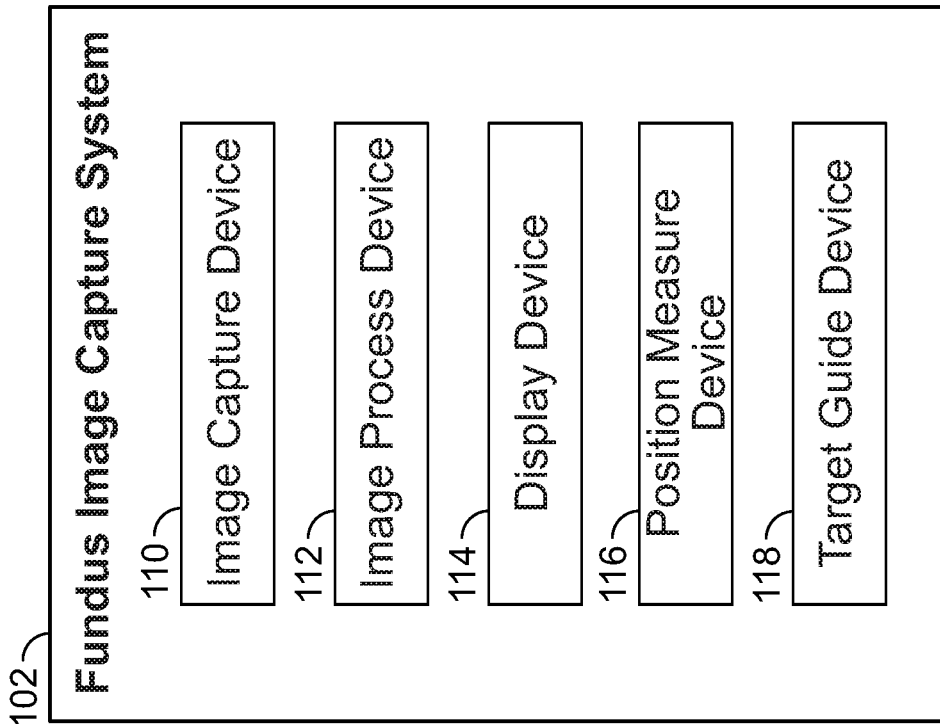 102
Fundus Image Capture System
110
Image Capture Device
112
Image Process Device
114
Display Device
116
Position Measure
Device
118
Target Guide Device